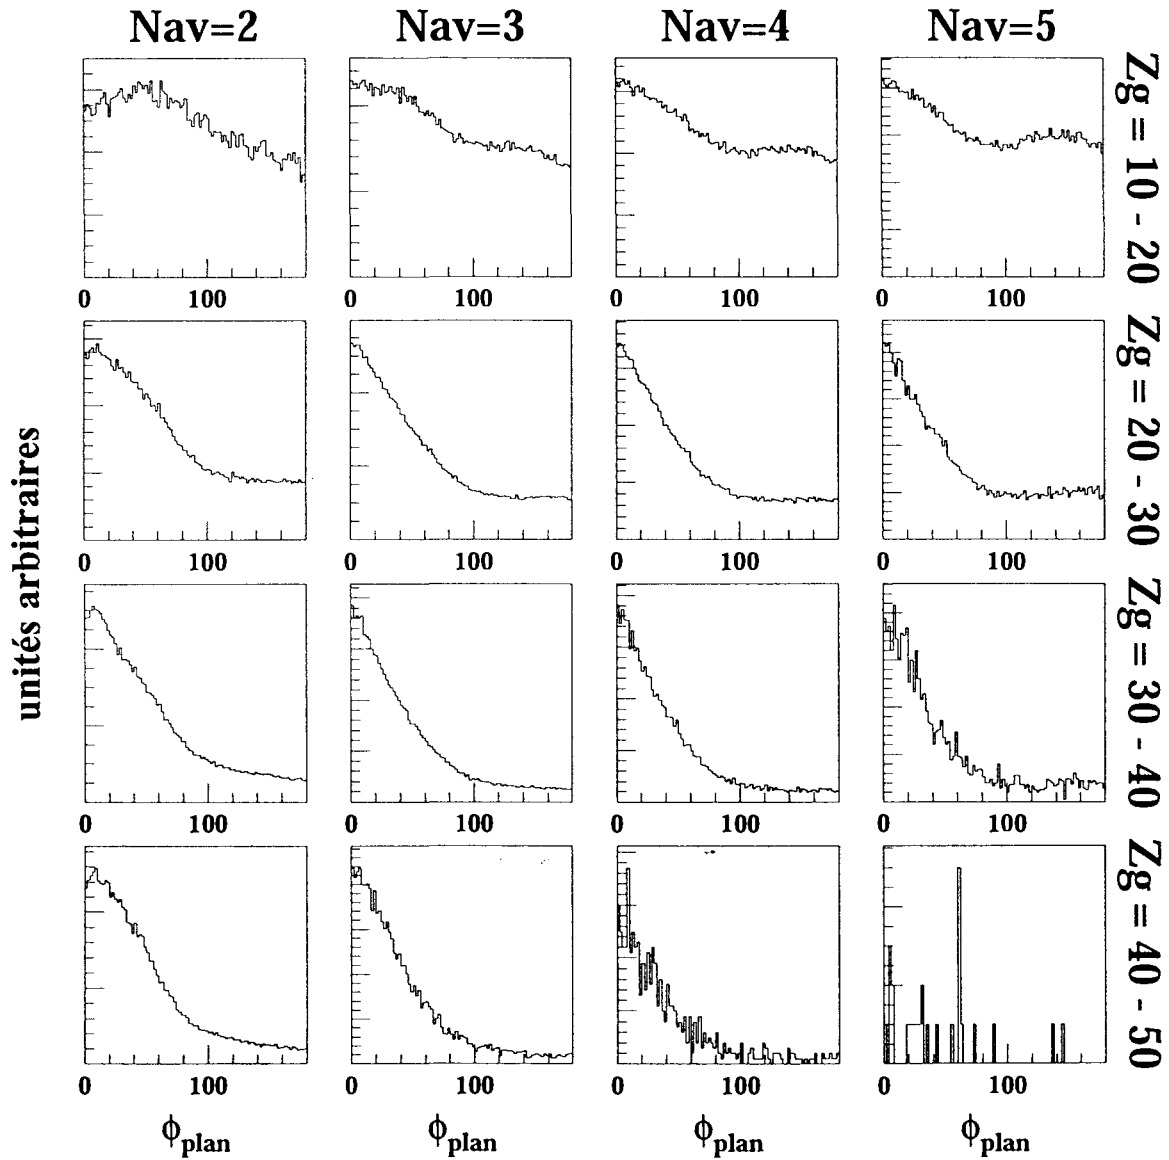 Nav=2 Nav=3 Nav=4 Nav=5
Zg = 10 - 20
0 100 0 100 0 100 0 100
Zg = 20 - 30
0 100 0 100 0 100 0 100
unités arbitraires
Zg = 30 - 40
0 100 0 100 0 100 0 100
Zg = 40 - 50
0 100 0 100 0 100 0 100
ϕplan ϕplan ϕplan ϕplan